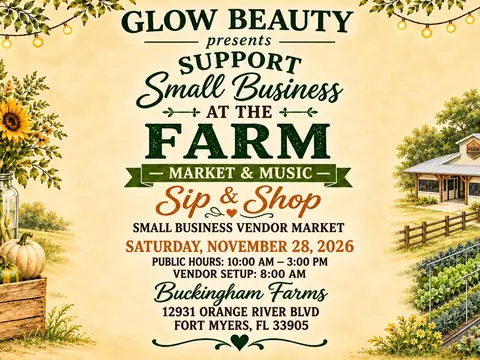 GLOW BEAUTY
presents
SUPPORT
Small Business
AT THE
FARM
— MARKET & MUSIC —
Sip & Shop
SMALL BUSINESS VENDOR MARKET
SATURDAY, NOVEMBER 28, 2026
PUBLIC HOURS: 10:00 AM – 3:00 PM
VENDOR SETUP: 8:00 AM
Buckingham Farms
12931 ORANGE RIVER BLVD
FORT MYERS, FL 33905